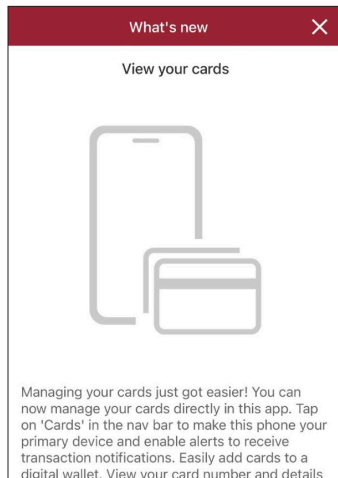 What's new
View your cards
Managing your cards just got easier! You can
now manage your cards directly in this app. Tap
on 'Cards' in the nav bar to make this phone your
primary device and enable alerts to receive
transaction notifications. Easily add cards to a
digital wallet. View your card number and details